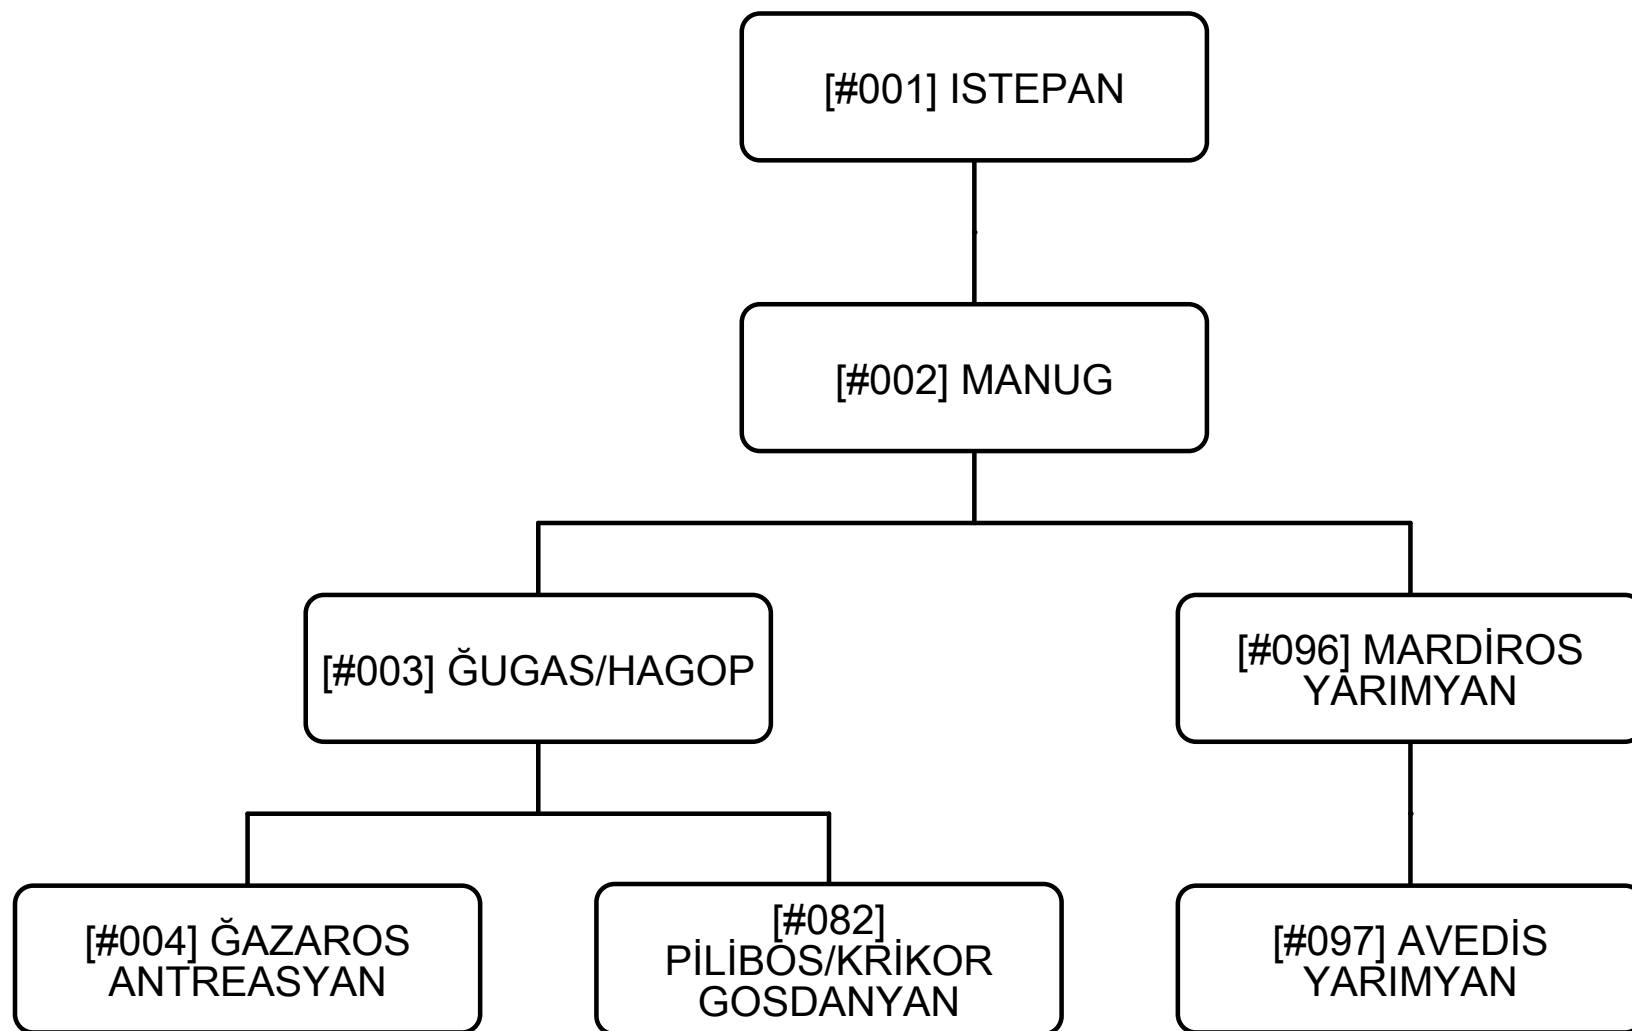 [#001] ISTEPAN
[#002] MANUG
[#003] ĞUGAS/HAGOP
[#096] MARDİROS
YARIMYAN
[#004] ĞAZAROS
ANTREASYAN
[#082]
PİLİBOS/KRİKOR
GOSDANYAN
[#097] AVEDİS
YARIMYAN